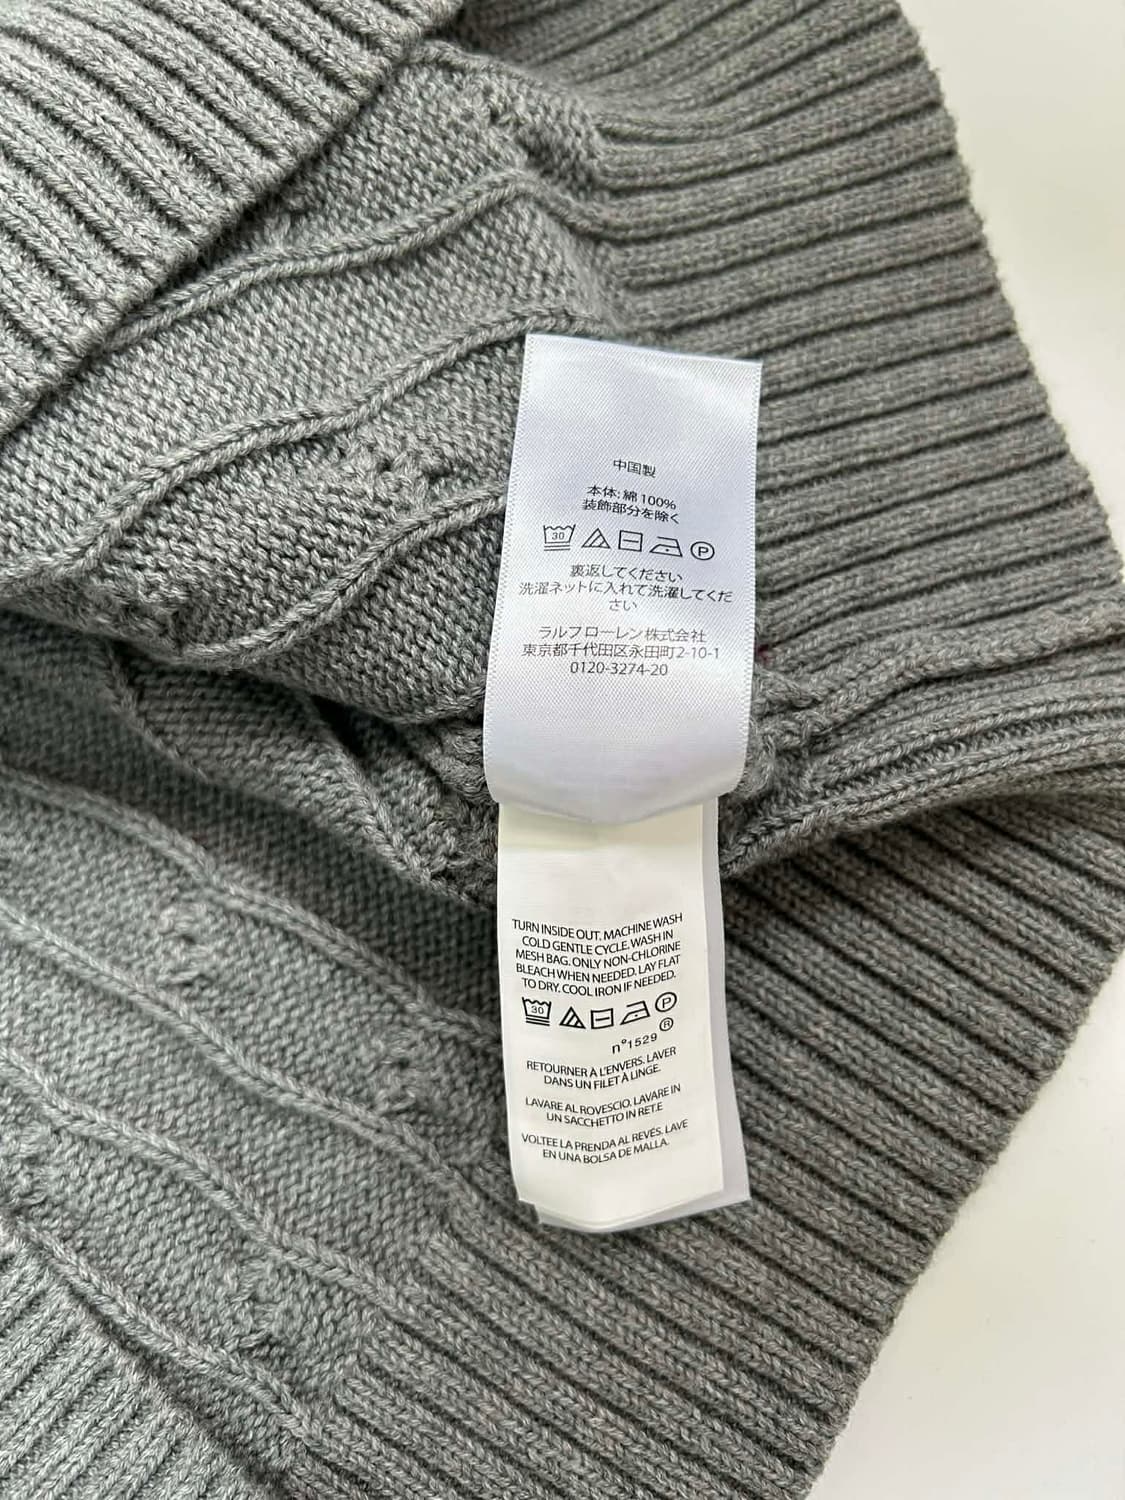 中国製
本体: 綿 100%
装飾部分を除く
30 P
裏返してください
洗濯ネットに入れて洗濯してくだ
さい
ラルフ ローレン 株式会社
東京都千代田区永田町2-10-1
0120-3274-20
TURN INSIDE OUT. MACHINE WASH
COLD GENTLE CYCLE. WASH IN
MESH BAG. ONLY NON-CHLORINE
BLEACH WHEN NEEDED. LAY FLAT
TO DRY. COOL IRON IF NEEDED.
30 P
n°1529 ®
RETOURNER À L'ENVERS. LAVER
DANS UN FILET À LINGE.
LAVARE AL ROVESCIO. LAVARE IN
UN SACCHETTO IN RET.E
VOLTEE LA PRENDA AL REVÉS. LAVE
EN UNA BOLSA DE MALLA.